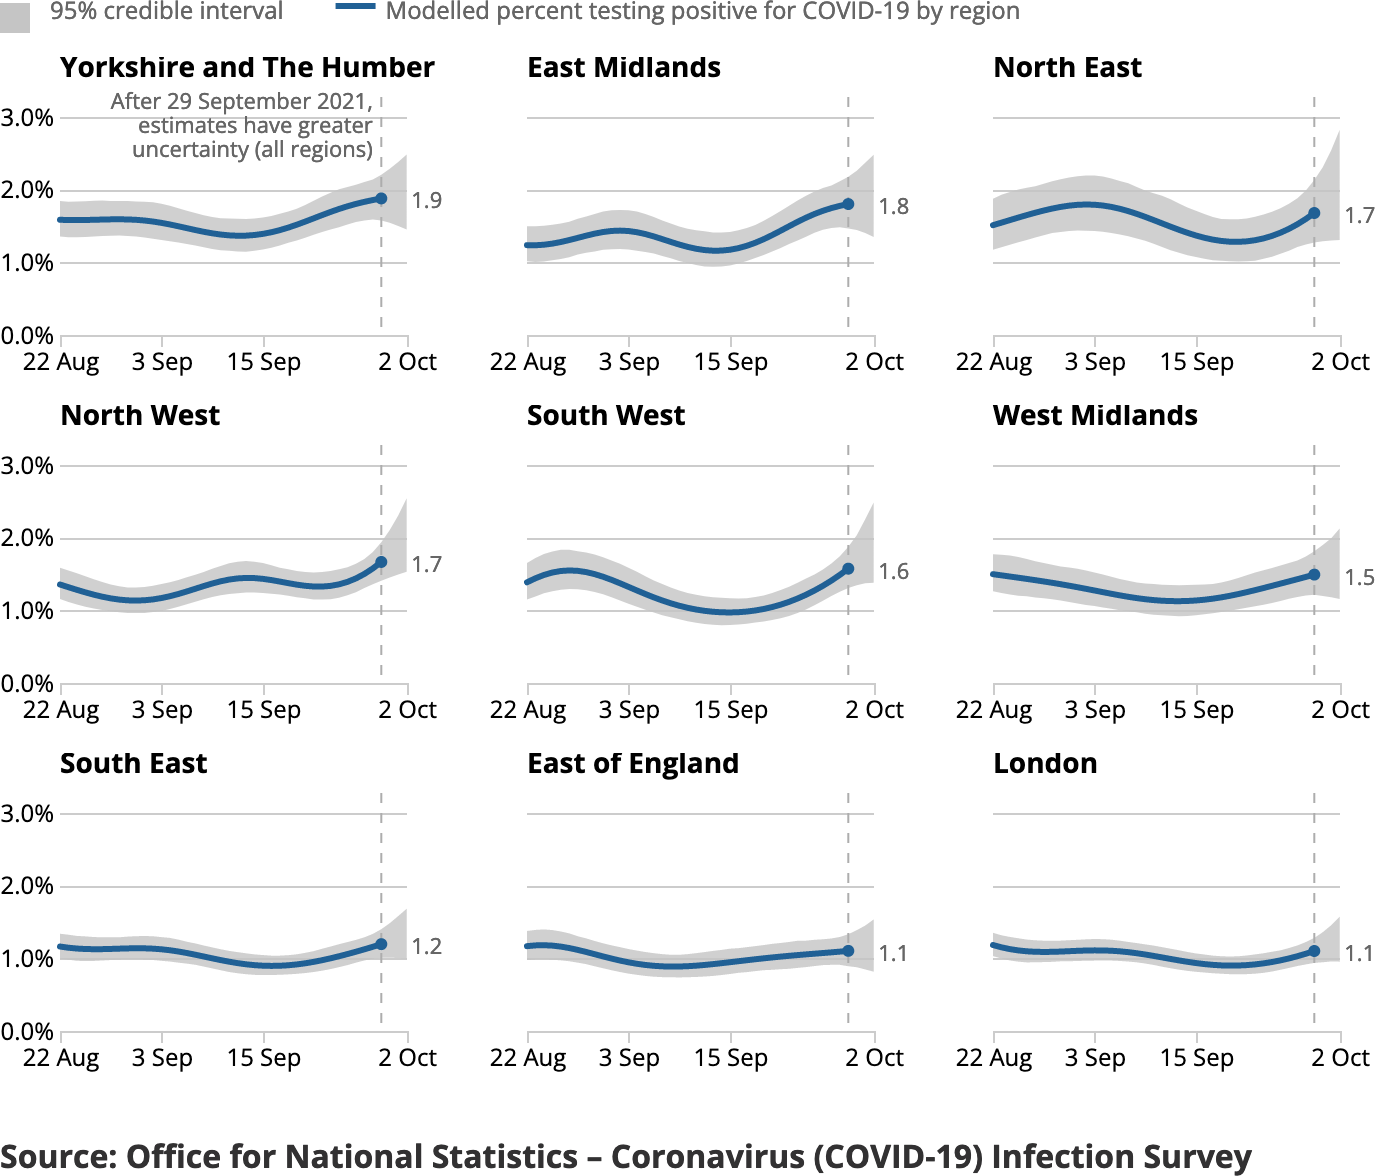 95% credible interval
Modelled percent testing positive for COVID-19 by region
Yorkshire and The Humber
After 29 September 2021,
estimates have greater
uncertainty (all regions)
3.0%
2.0%
1.0%
0.0%
1.9
22 Aug 3 Sep 15 Sep 2 Oct
East Midlands
1.8
22 Aug 3 Sep 15 Sep 2 Oct
North East
1.7
22 Aug 3 Sep 15 Sep 2 Oct
North West
3.0%
2.0%
1.0%
0.0%
1.7
22 Aug 3 Sep 15 Sep 2 Oct
South West
1.6
22 Aug 3 Sep 15 Sep 2 Oct
West Midlands
1.5
22 Aug 3 Sep 15 Sep 2 Oct
South East
3.0%
2.0%
1.0%
0.0%
1.2
22 Aug 3 Sep 15 Sep 2 Oct
East of England
1.1
22 Aug 3 Sep 15 Sep 2 Oct
London
1.1
22 Aug 3 Sep 15 Sep 2 Oct
Source: Office for National Statistics – Coronavirus (COVID-19) Infection Survey